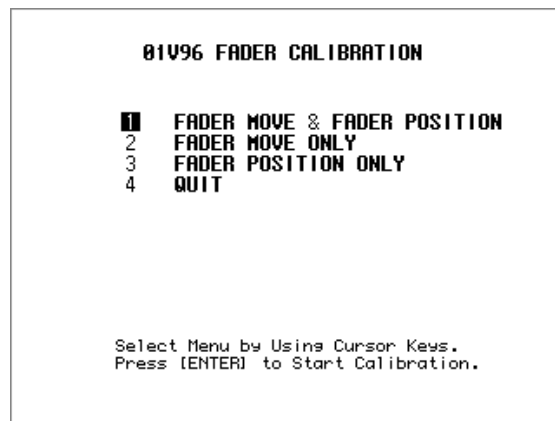 01V96 FADER CALIBRATION
1 FADER MOVE & FADER POSITION
2 FADER MOVE ONLY
3 FADER POSITION ONLY
4 QUIT
Select Menu by Using Cursor Keys.
Press [ENTER] to Start Calibration.